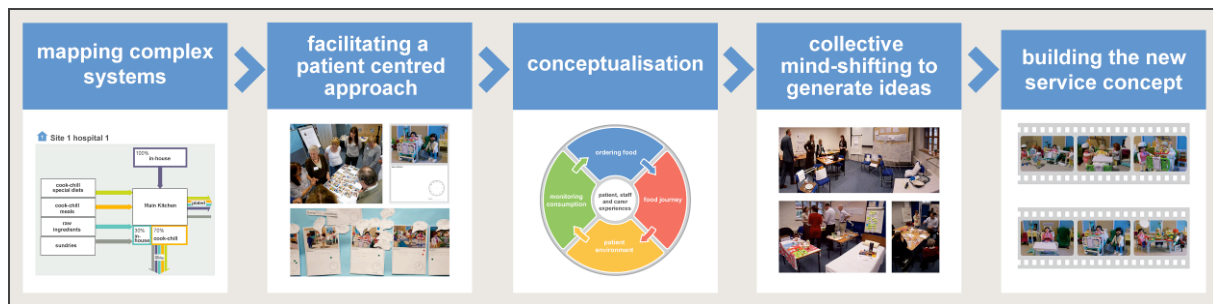 mapping complex
systems
facilitating a
patient centred
approach
conceptualisation
collective
mind-shifting to
generate ideas
building the new
service concept
Site 1 hospital 1
100%
in-house
cook-chill
special diets
cook-chill
meals
raw
ingredients
sundries
Main Kitchen
plated
30%
in-
house
70%
cook-chill
ordering food
monitoring
consumption
patient, staff
and carer
experiences
food journey
patient
environment